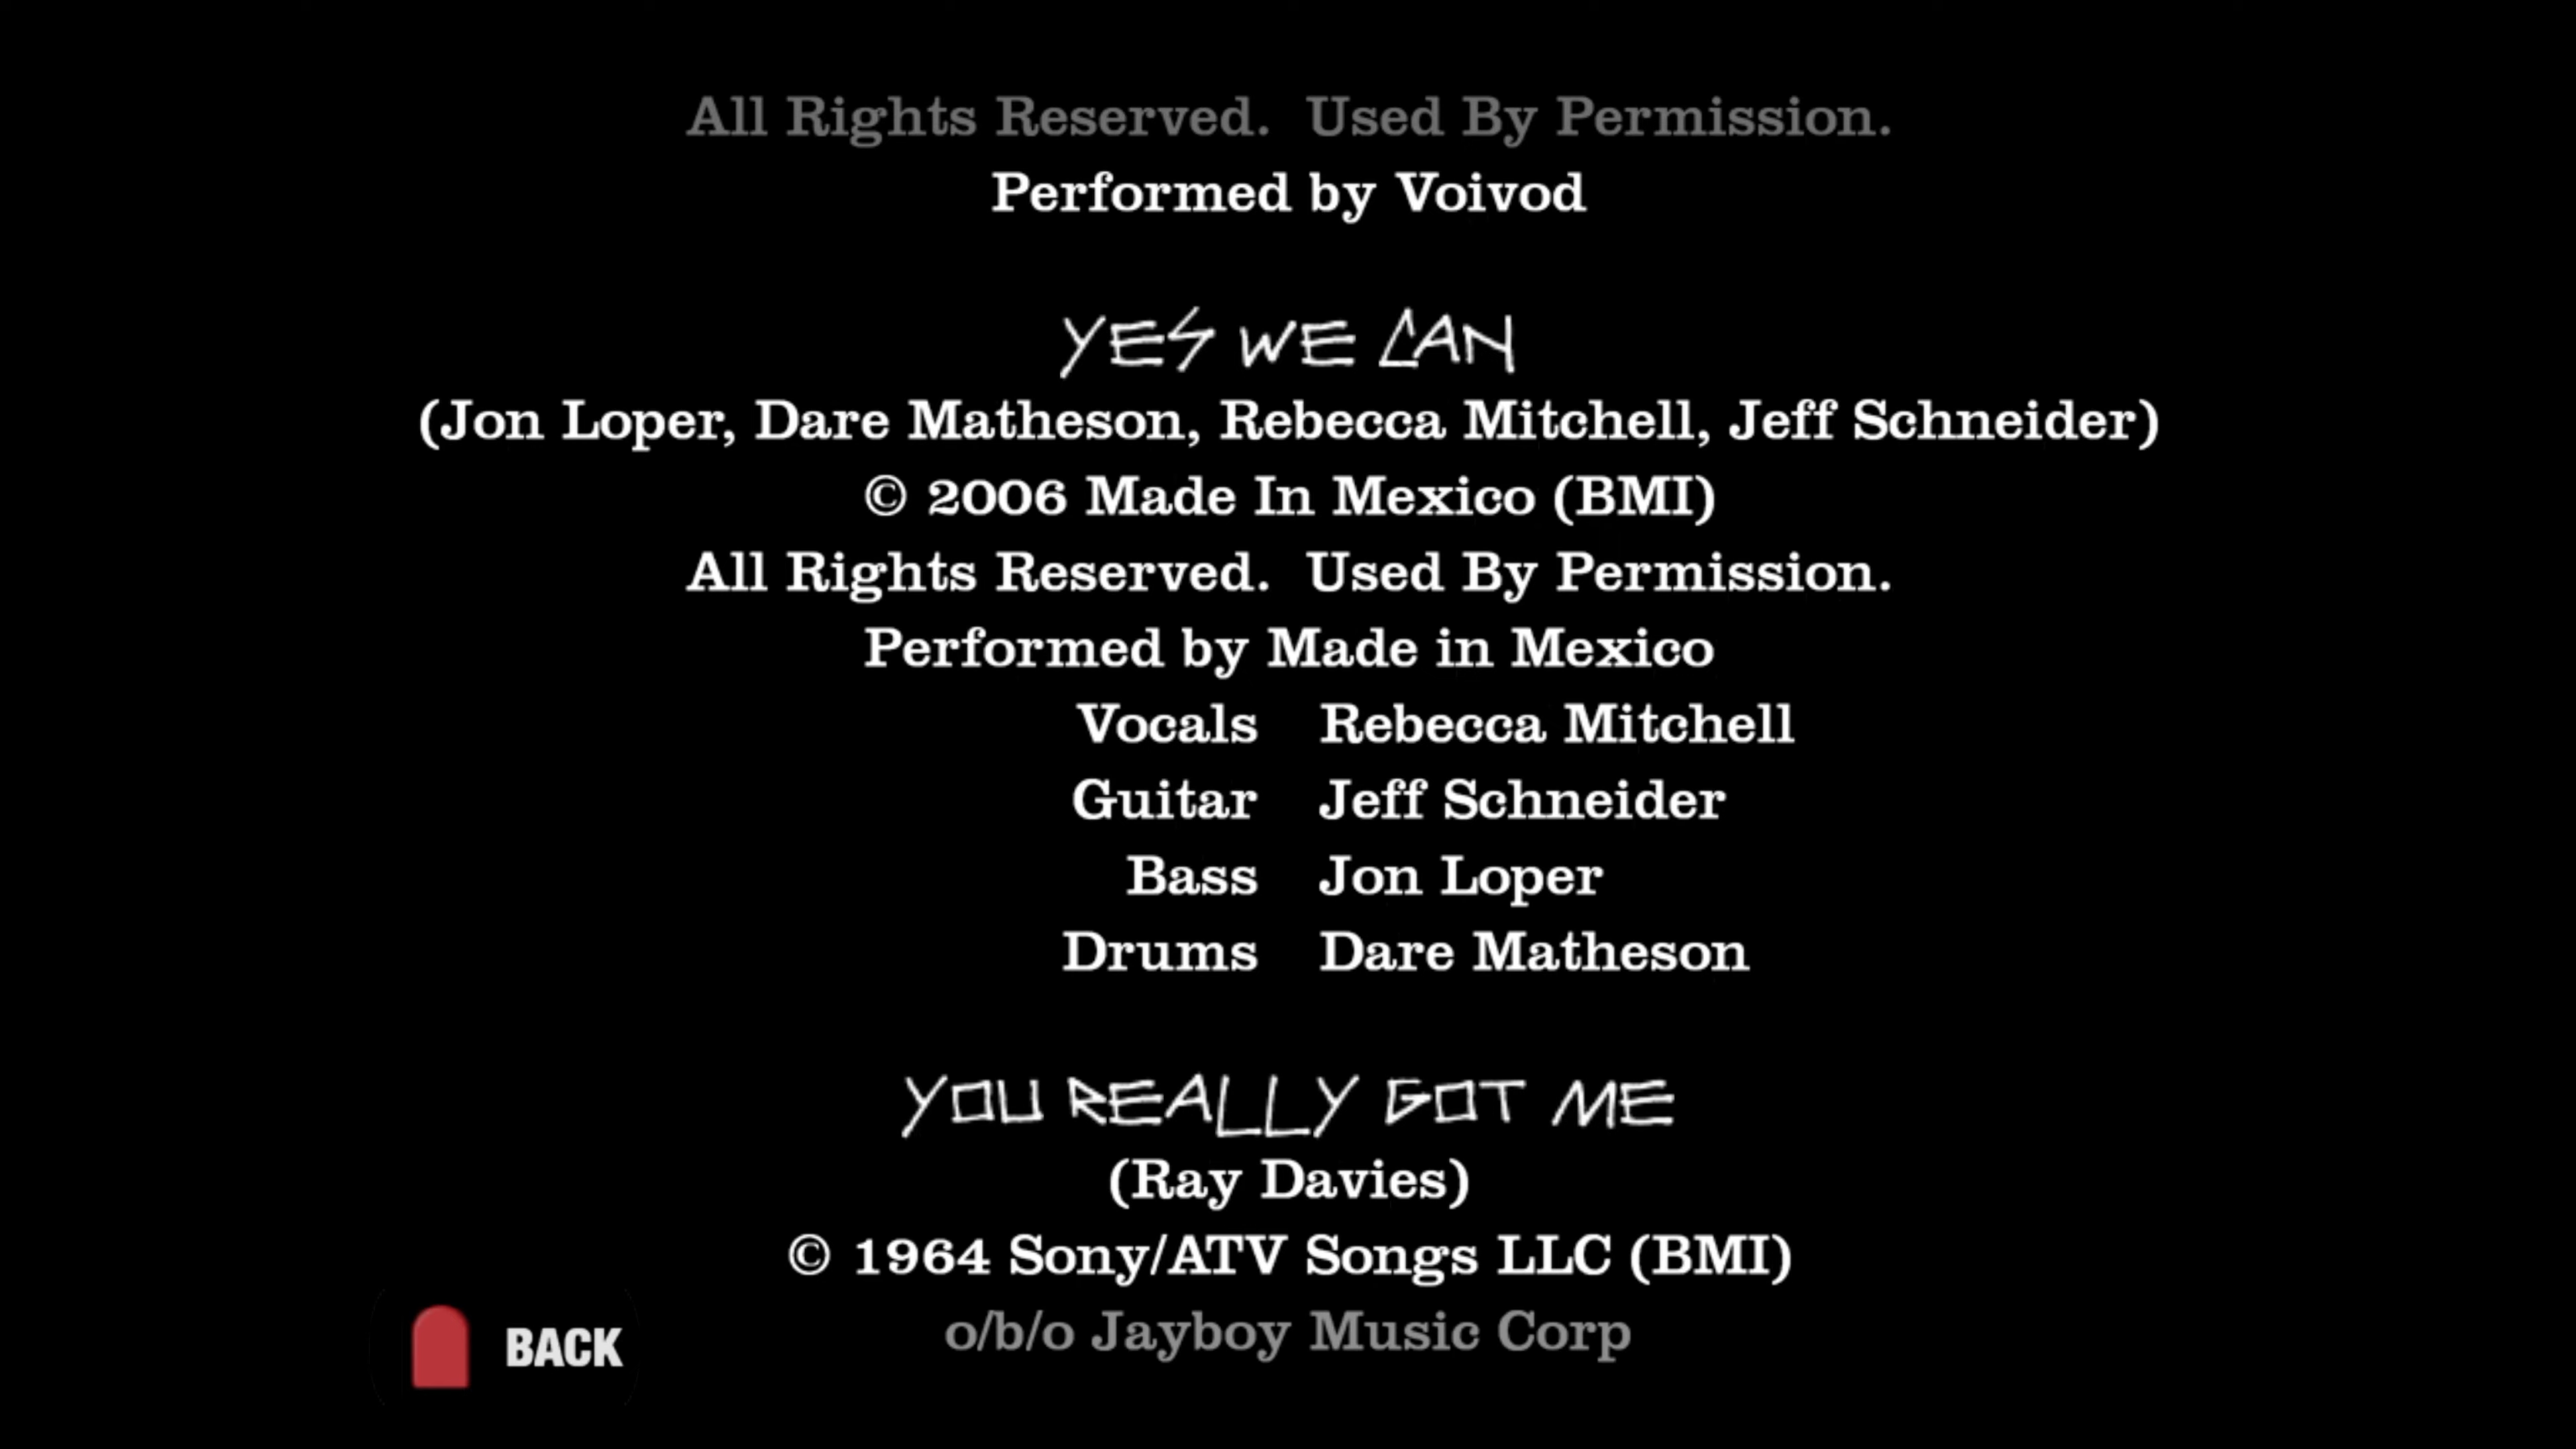 All Rights Reserved.  Used By Permission.
Performed by Voivod
YES WE CAN
(Jon Loper, Dare Matheson, Rebecca Mitchell, Jeff Schneider)
© 2006 Made In Mexico (BMI)
All Rights Reserved.  Used By Permission.
Performed by Made in Mexico
Vocals Rebecca Mitchell
Guitar Jeff Schneider
Bass Jon Loper
Drums Dare Matheson
YOU REALLY GOT ME
(Ray Davies)
© 1964 Sony/ATV Songs LLC (BMI)
o/b/o Jayboy Music Corp
BACK